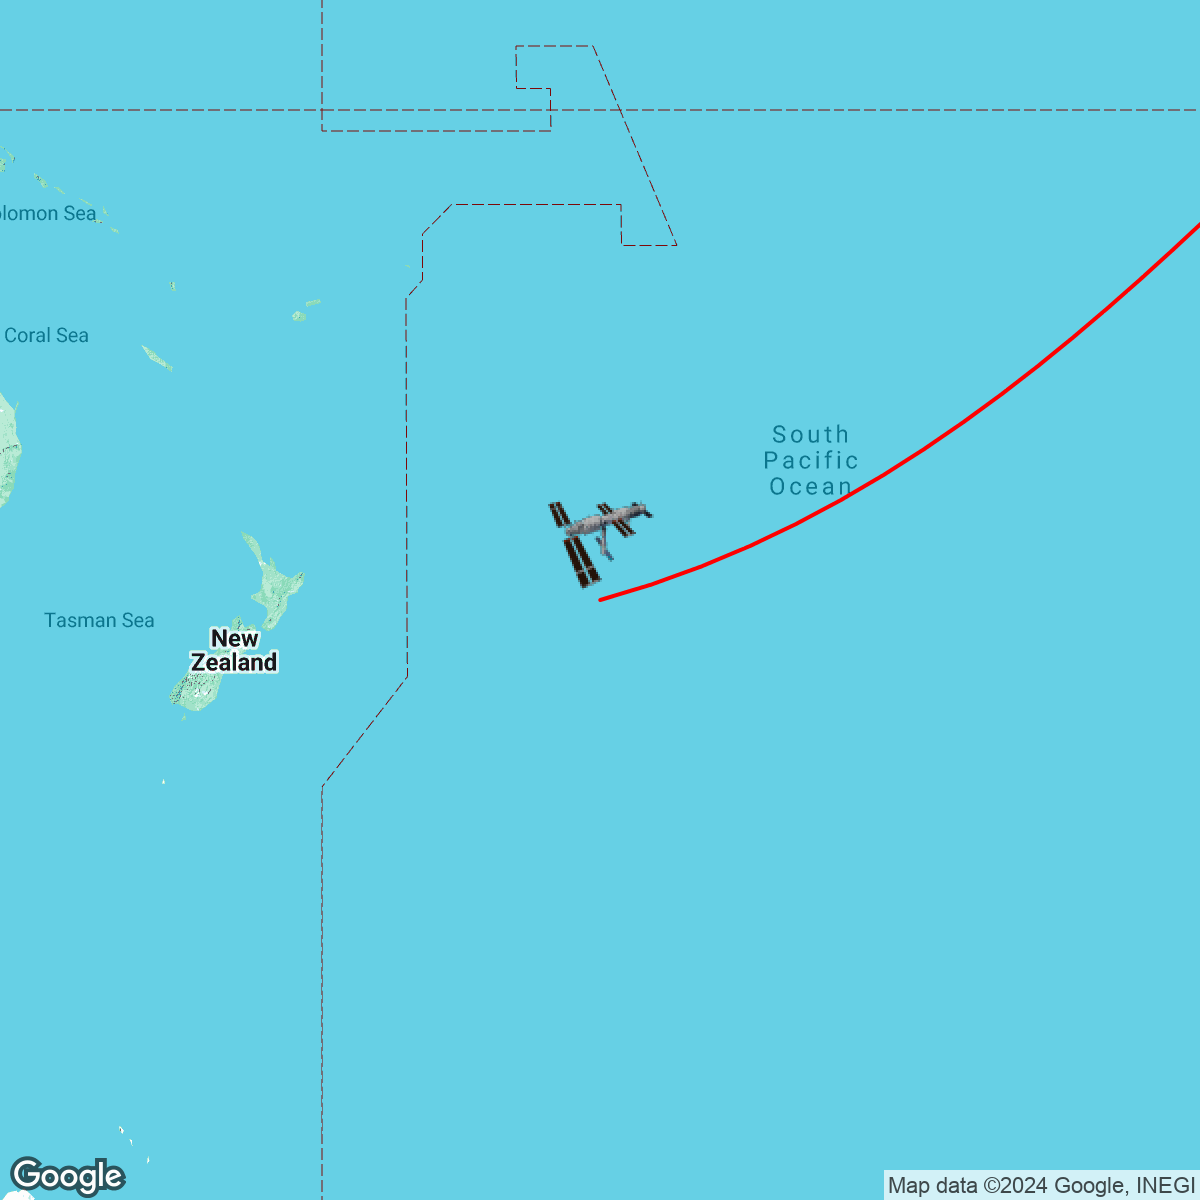 olomon Sea
Coral Sea
South
Pacific
Ocean
Tasman Sea
New
Zealand
Google
Map data ©2024 Google, INEGI